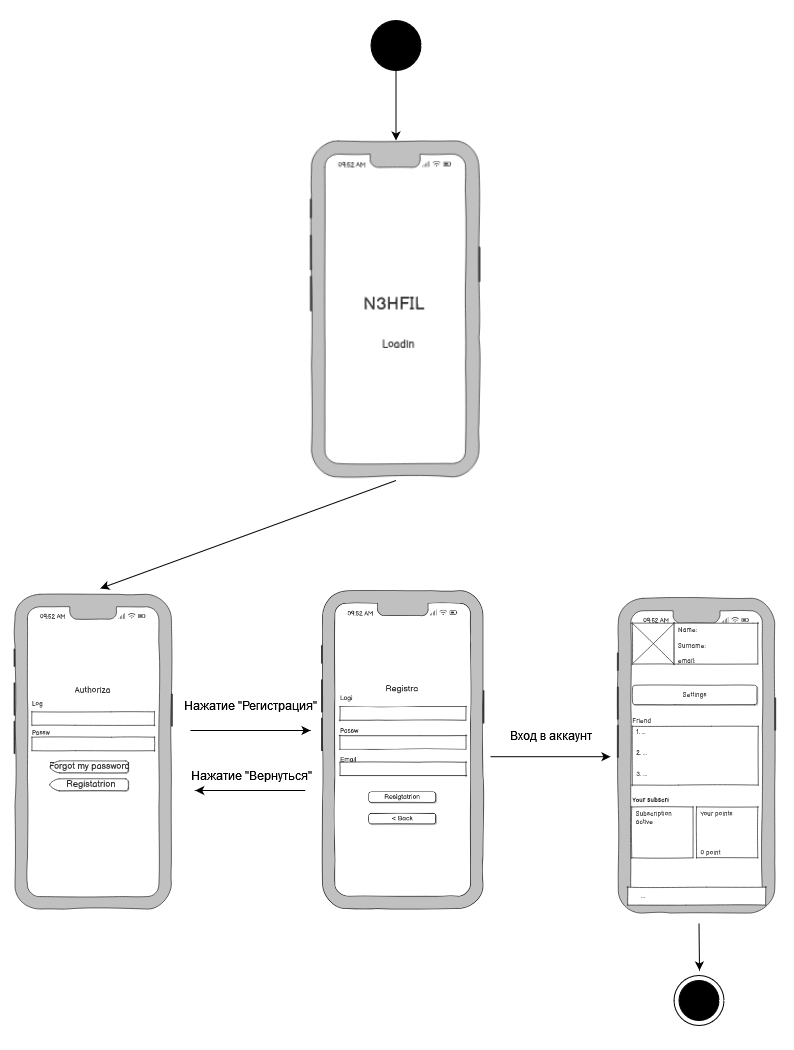 09:52 AM
N3HFIL
Loadin
09:52 AM
Authoriza
Log
Passw
Forgot my password
Registatrion
Нажатие "Регистрация"
Нажатие "Вернуться"
09:52 AM
Registra
Logi
Passw
Email
Resigtatrion
< Back
Вход в аккаунт
09:52 AM
Name:
Surname:
email:
Settings
Friend
1. ...
2. ...
3. ...
Your subscri
Subscription
active
Your points
0 point
...